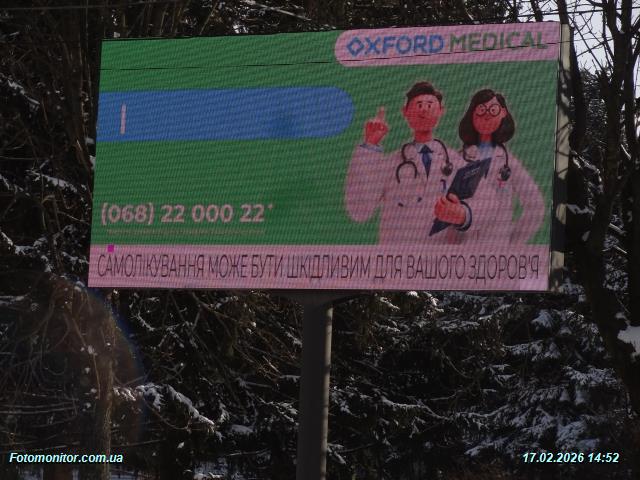 OXFORD MEDICAL
(068) 22 000 22*
САМОЛІКУВАННЯ МОЖЕ БУТИ ШКІДЛИВИМ ДЛЯ ВАШОГО ЗДОРОВ'Я
Fotomonitor.com.ua
17.02.2026 14:52